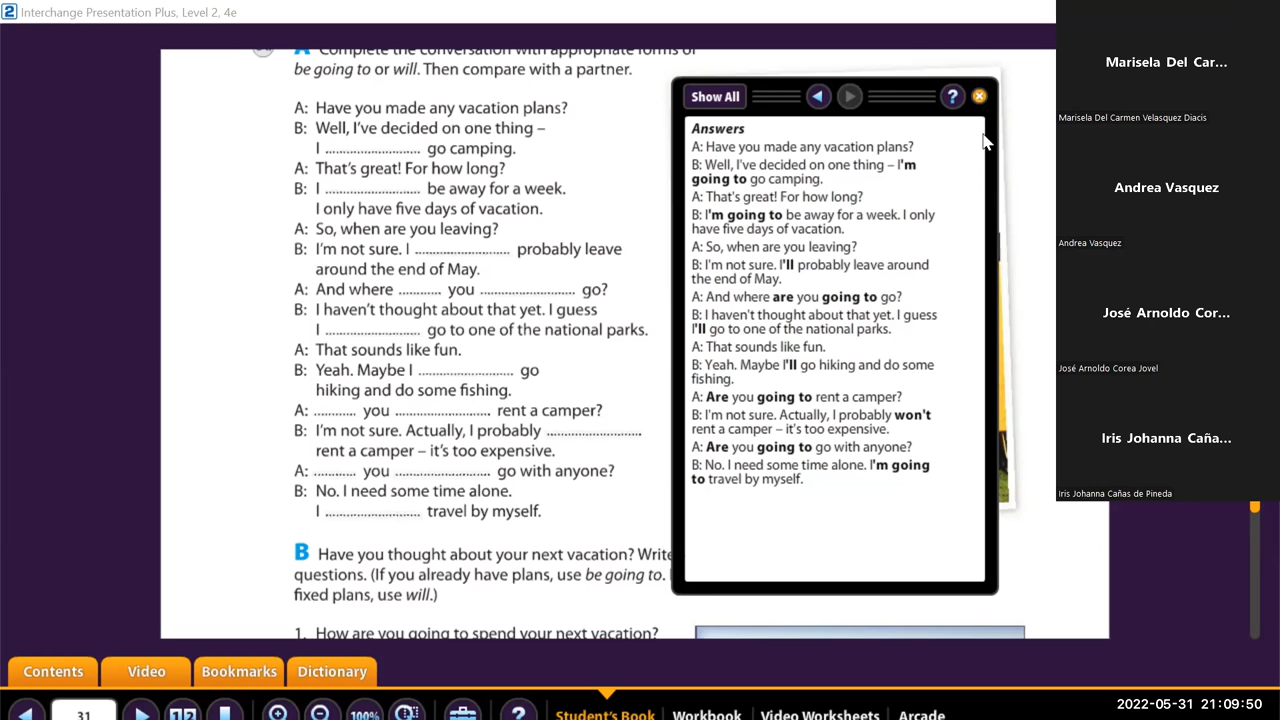 Interchange Presentation Plus, Level 2, 4e
A Complete the conversation with appropriate forms of
be going to or will. Then compare with a partner.
A: Have you made any vacation plans?
B: Well, I've decided on one thing –
I ........................ go camping.
A: That's great! For how long?
B: I ........................ be away for a week.
I only have five days of vacation.
A: So, when are you leaving?
B: I'm not sure. I ........................ probably leave
around the end of May.
A: And where ........... you ........................ go?
B: I haven't thought about that yet. I guess
I ........................ go to one of the national parks.
A: That sounds like fun.
B: Yeah. Maybe I ........................ go
hiking and do some fishing.
A: ........... you ........................ rent a camper?
B: I'm not sure. Actually, I probably ........................
rent a camper – it's too expensive.
A: ........... you ........................ go with anyone?
B: No. I need some time alone.
I ........................ travel by myself.
B Have you thought about your next vacation? Write
questions. (If you already have plans, use be going to.
fixed plans, use will.)
1. How are you going to spend your next vacation?
Show All
?
Answers
A: Have you made any vacation plans?
B: Well, I've decided on one thing – I'm
going to go camping.
A: That's great! For how long?
B: I'm going to be away for a week. I only
have five days of vacation.
A: So, when are you leaving?
B: I'm not sure. I'll probably leave around
the end of May.
A: And where are you going to go?
B: I haven't thought about that yet. I guess
I'll go to one of the national parks.
A: That sounds like fun.
B: Yeah. Maybe I'll go hiking and do some
fishing.
A: Are you going to rent a camper?
B: I'm not sure. Actually, I probably won't
rent a camper – it's too expensive.
A: Are you going to go with anyone?
B: No. I need some time alone. I'm going
to travel by myself.
Marisela Del Car...
Marisela Del Carmen Velasquez Diacis
Andrea Vasquez
Andrea Vasquez
José Arnoldo Cor...
José Arnoldo Corea Jovel
Iris Johanna Caña...
Iris Johanna Cañas de Pineda
Contents Video Bookmarks Dictionary
31 100% ? Student's Book Workbook Video Worksheets Arcade
2022-05-31 21:09:50